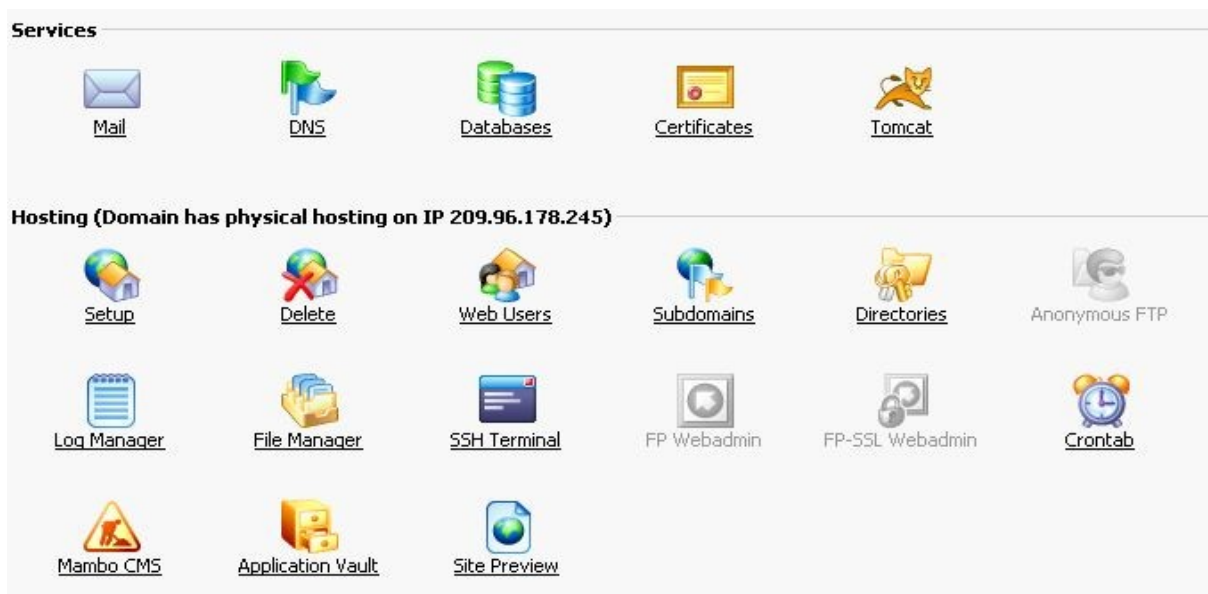 Services
Mail DNS Databases Certificates Tomcat
Hosting (Domain has physical hosting on IP 209.96.178.245)
Setup Delete Web Users Subdomains Directories Anonymous FTP
Log Manager File Manager SSH Terminal FP Webadmin FP-SSL Webadmin Crontab
Mambo CMS Application Vault Site Preview